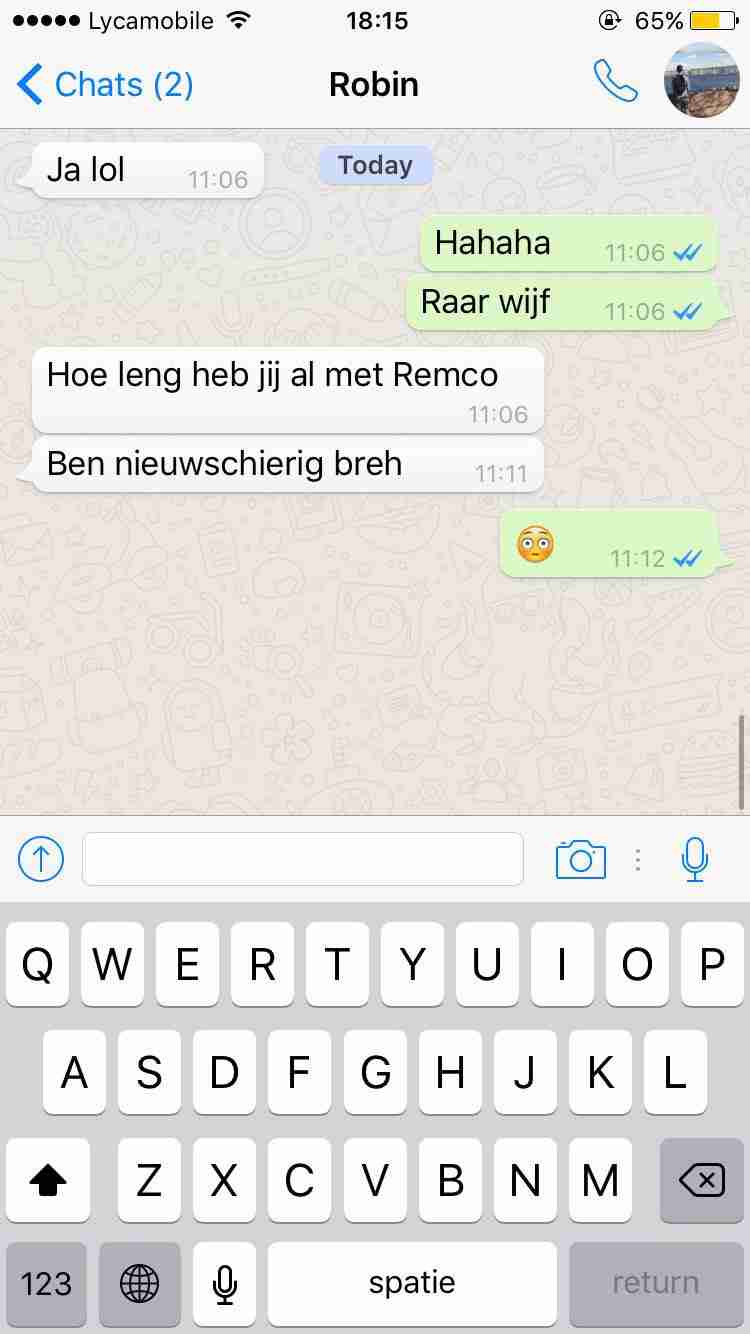 Lycamobile 18:15 65%
Chats (2) Robin
Today
Ja lol 11:06
Hahaha 11:06
Raar wijf 11:06
Hoe leng heb jij al met Remco
11:06
Ben nieuwschierig breh 11:11
😳 11:12
Q W E R T Y U I O P
A S D F G H J K L
Z X C V B N M
123 spatie return